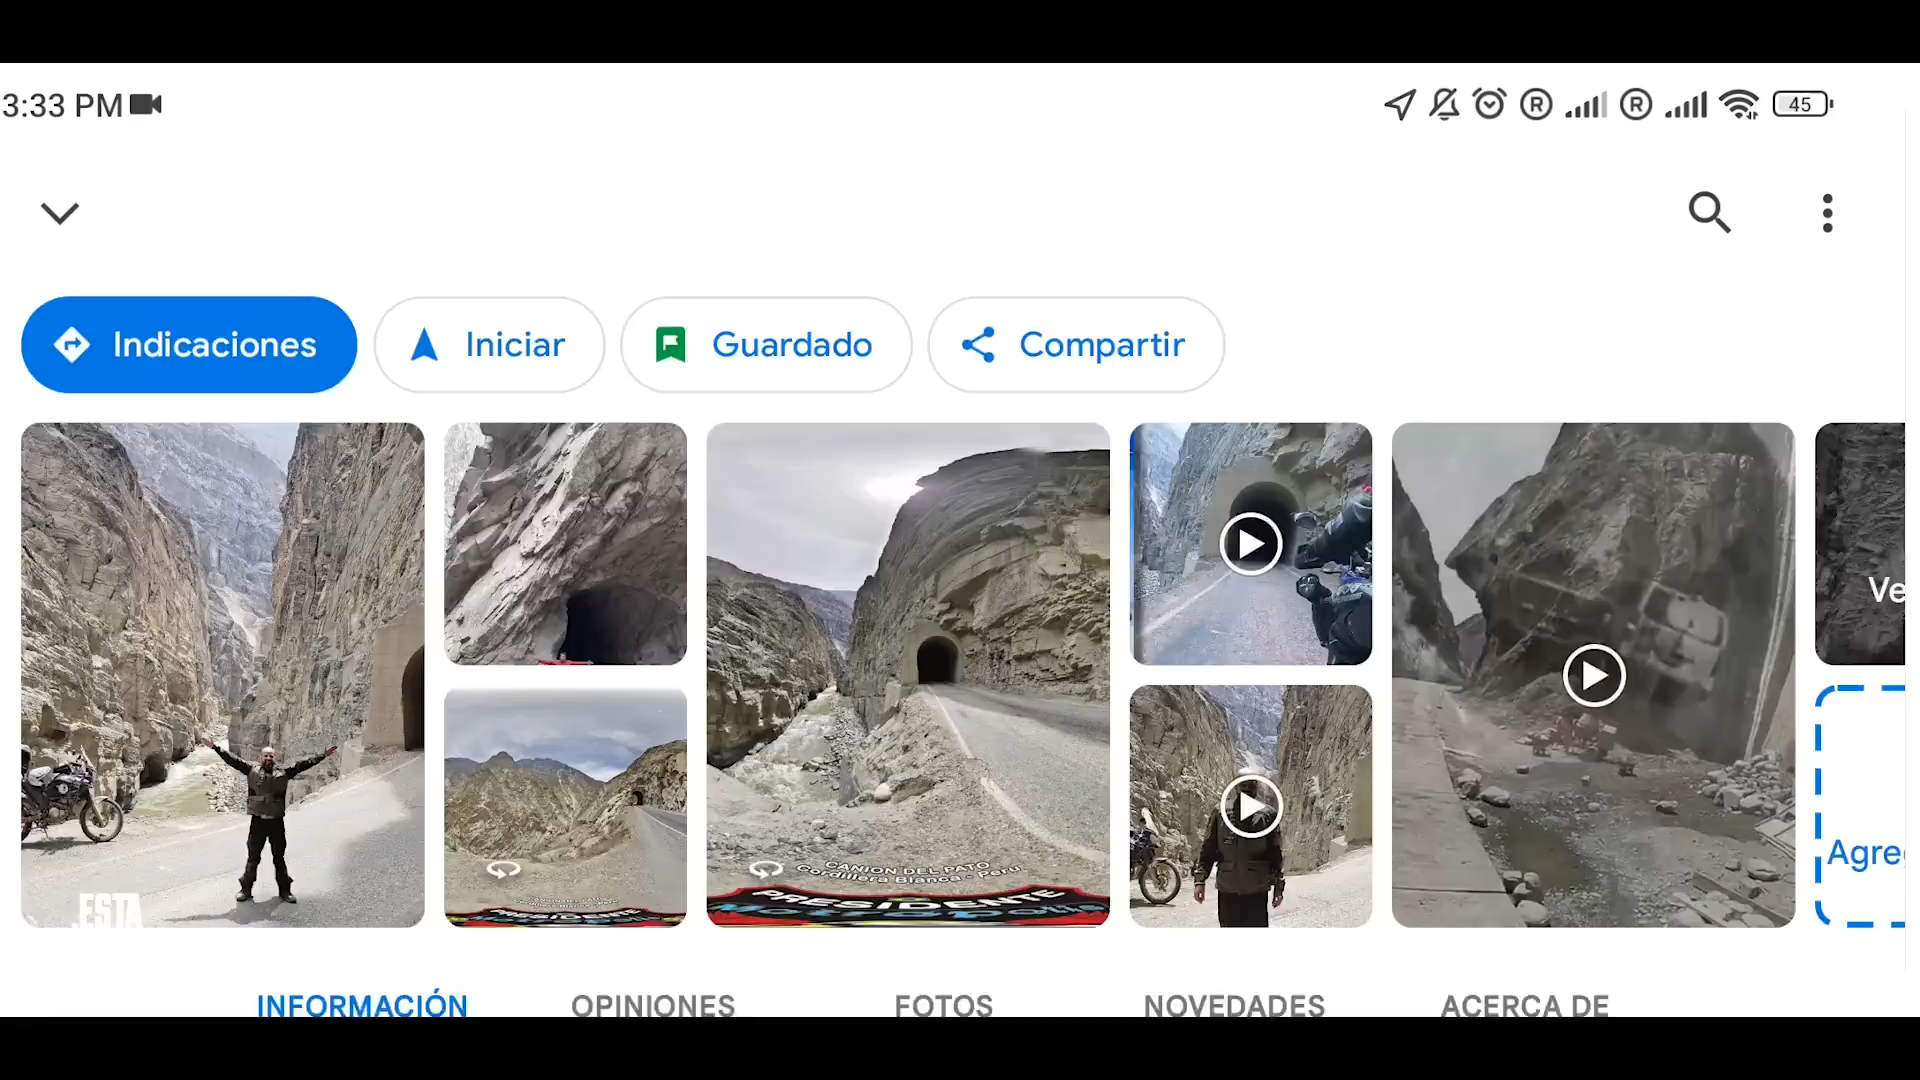 3:33 PM
R
R
45
Indicaciones
Iniciar
Guardado
Compartir
Ve
CANION DEL PATO
Cordillera Blanca - Peru
PRESIDENTE
Agre
ESTA
INFORMACIÓN
OPINIONES
FOTOS
NOVEDADES
ACERCA DE